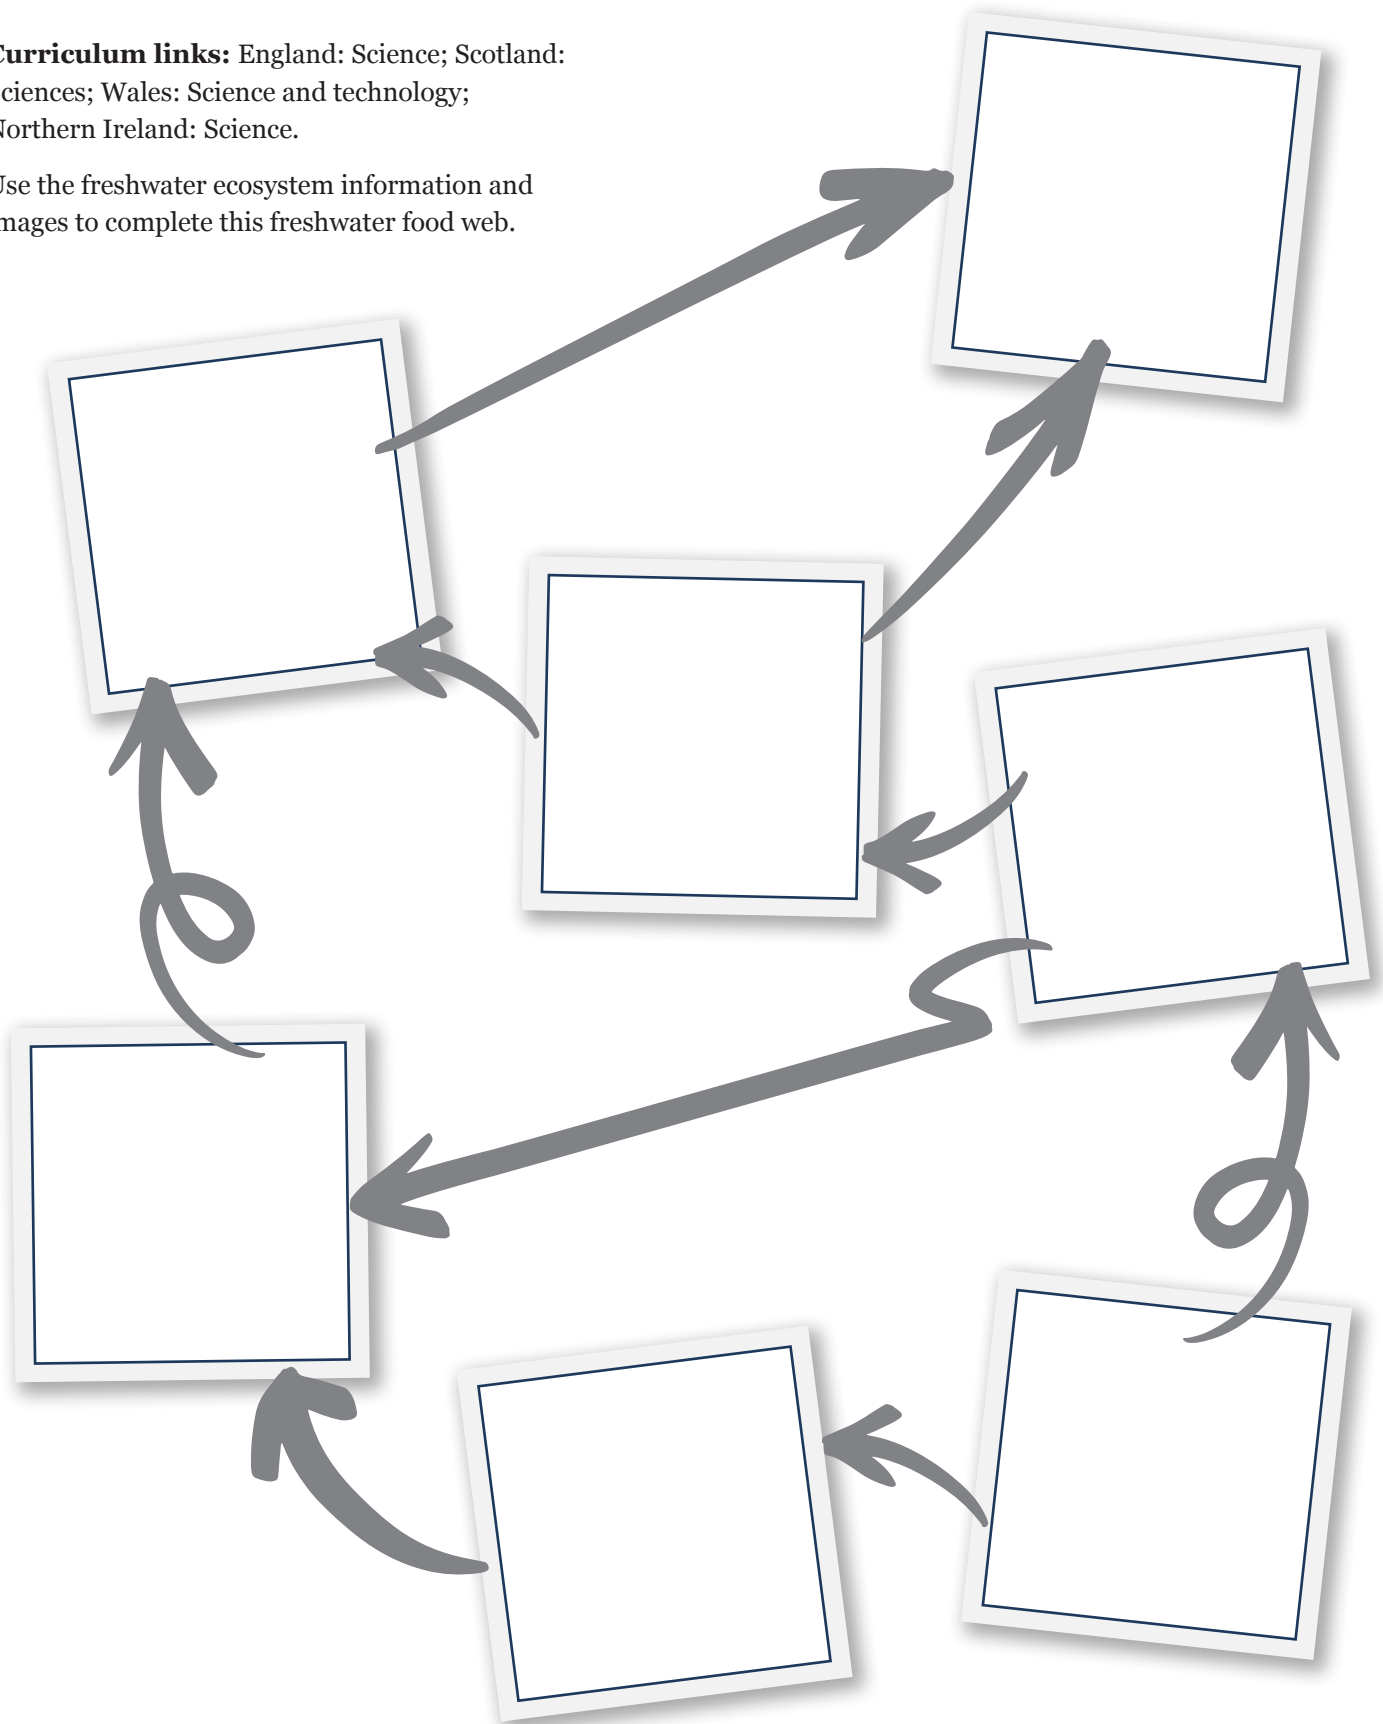 Curriculum links: England: Science; Scotland:
Sciences; Wales: Science and technology;
Northern Ireland: Science.
Use the freshwater ecosystem information and
images to complete this freshwater food web.